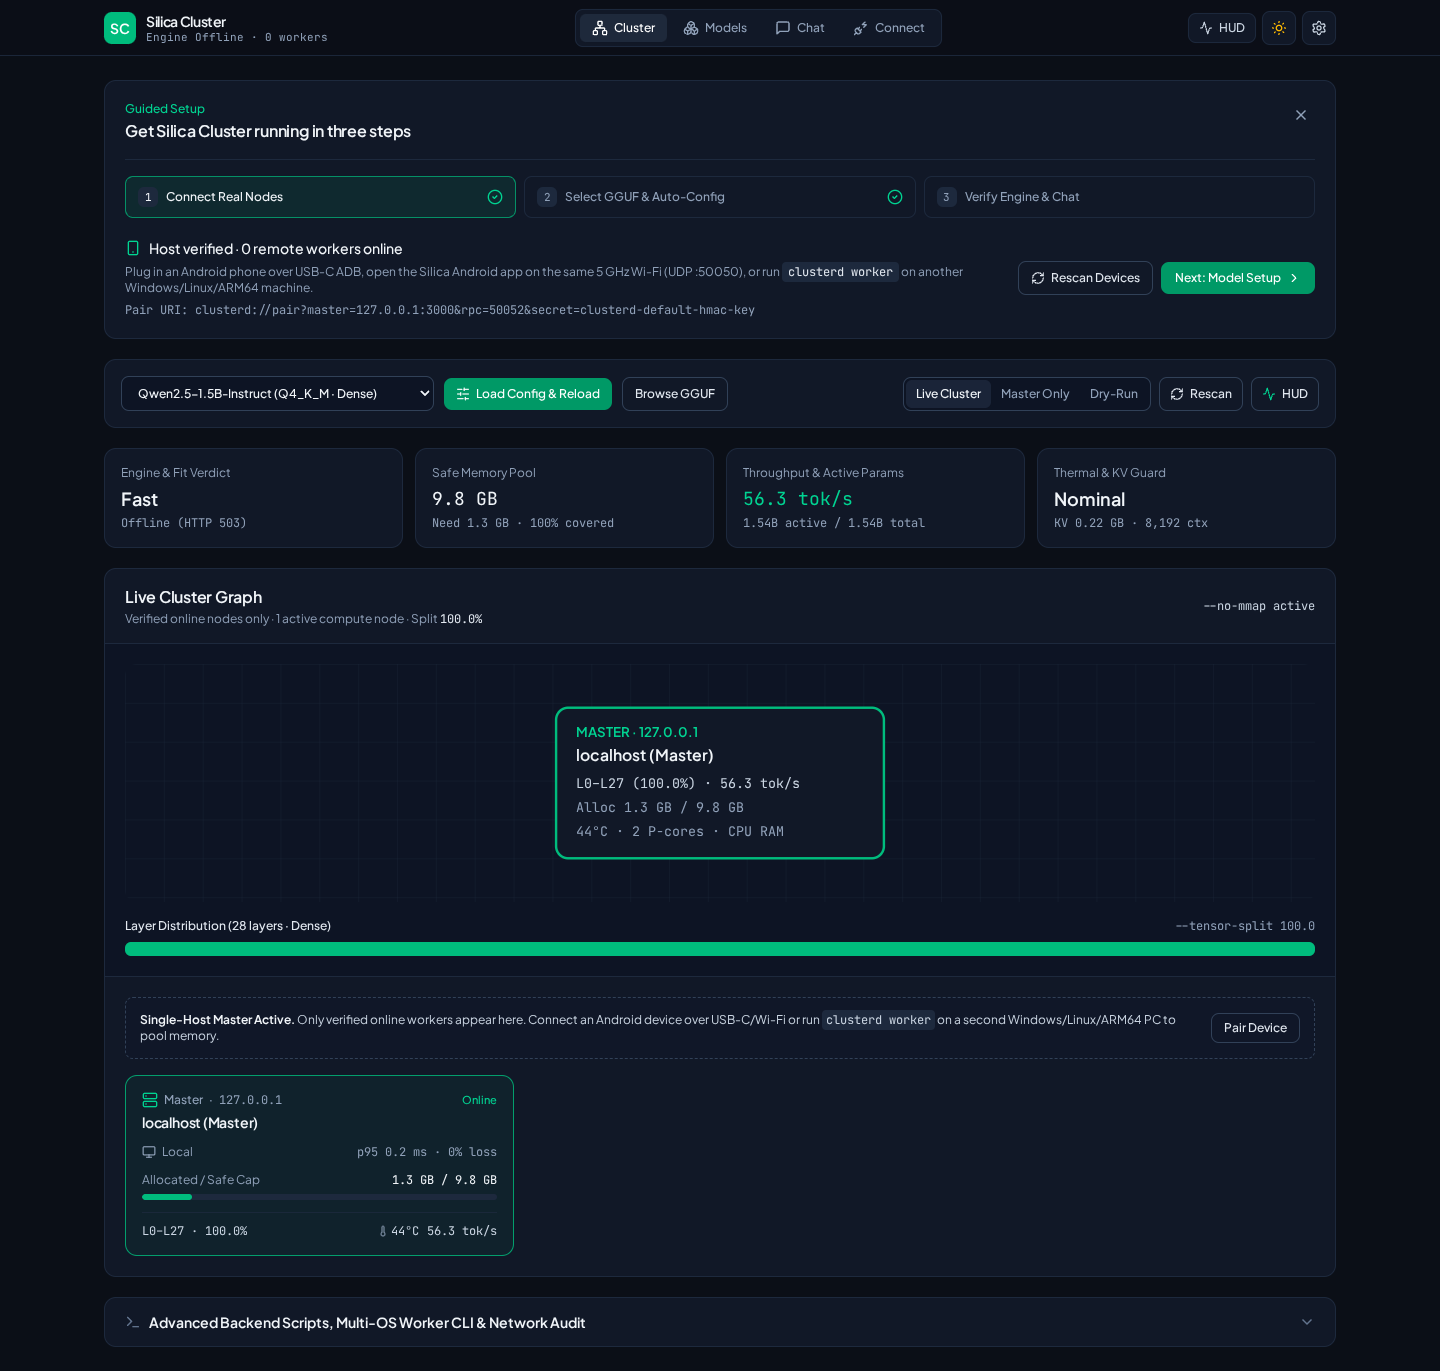 SC
Silica Cluster
Engine Offline · 0 workers
Cluster
Models
Chat
Connect
HUD
Guided Setup
Get Silica Cluster running in three steps
1 Connect Real Nodes
2 Select GGUF & Auto-Config
3 Verify Engine & Chat
Host verified · 0 remote workers online
Plug in an Android phone over USB-C ADB, open the Silica Android app on the same 5 GHz Wi-Fi (UDP :50050), or run clusterd worker on another
Windows/Linux/ARM64 machine.
Pair URI: clusterd://pair?master=127.0.0.1:3000&rpc=50052&secret=clusterd-default-hmac-key
Rescan Devices
Next: Model Setup
Qwen2.5-1.5B-Instruct (Q4_K_M · Dense)
Load Config & Reload
Browse GGUF
Live Cluster
Master Only
Dry-Run
Rescan
HUD
Engine & Fit Verdict
Fast
Offline (HTTP 503)
Safe Memory Pool
9.8 GB
Need 1.3 GB · 100% covered
Throughput & Active Params
56.3 tok/s
1.54B active / 1.54B total
Thermal & KV Guard
Nominal
KV 0.22 GB · 8,192 ctx
Live Cluster Graph
Verified online nodes only · 1 active compute node · Split 100.0%
--no-mmap active
MASTER · 127.0.0.1
localhost (Master)
L0–L27 (100.0%) · 56.3 tok/s
Alloc 1.3 GB / 9.8 GB
44°C · 2 P-cores · CPU RAM
Layer Distribution (28 layers · Dense)
--tensor-split 100.0
Single-Host Master Active. Only verified online workers appear here. Connect an Android device over USB-C/Wi-Fi or run clusterd worker on a second Windows/Linux/ARM64 PC to
pool memory.
Pair Device
Master · 127.0.0.1
Online
localhost (Master)
Local
p95 0.2 ms · 0% loss
Allocated / Safe Cap
1.3 GB / 9.8 GB
L0–L27 · 100.0%
44°C 56.3 tok/s
Advanced Backend Scripts, Multi-OS Worker CLI & Network Audit